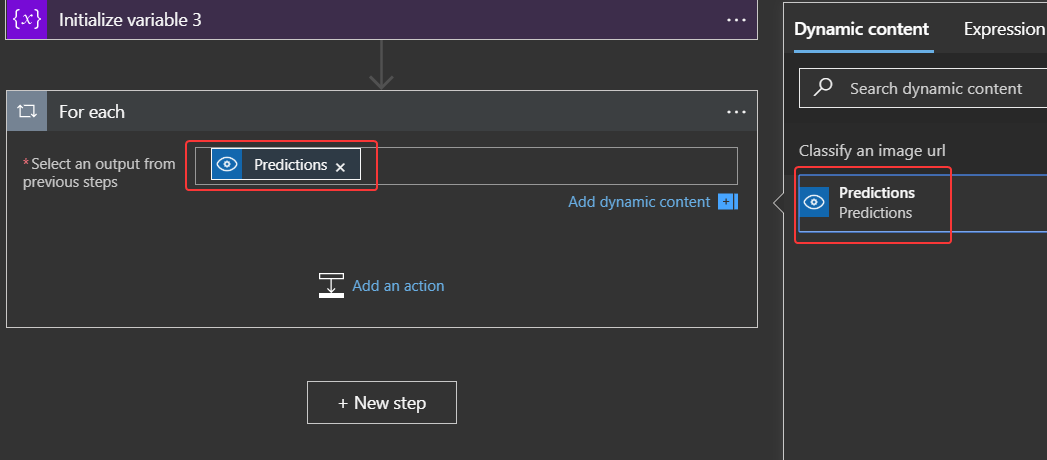 {x} Initialize variable 3
For each
*Select an output from
previous steps
Predictions ×
Add dynamic content +
Add an action
+ New step
Dynamic content Expression
Search dynamic content
Classify an image url
Predictions
Predictions